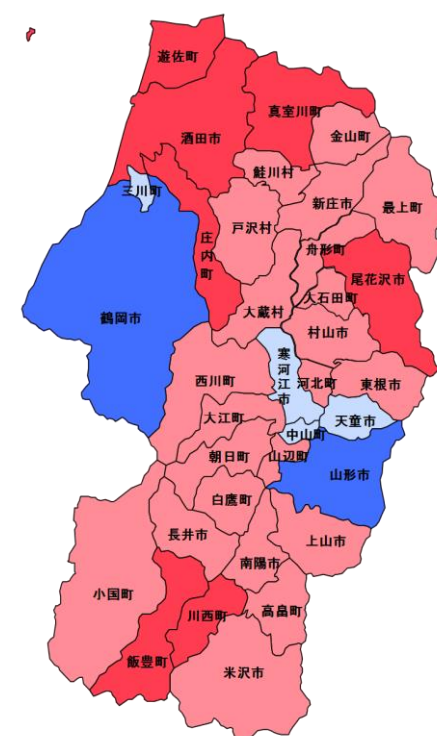 遊佐町
真室川町
酒田市
金山町
鮭川村
三川町
新庄市
最上町
戸沢村
庄内町
舟形町
尾花沢市
大石田町
大蔵村
鶴岡市
村山市
寒河江市
西川町
河北町
東根市
大江町
天童市
中山町
朝日町
山辺町
山形市
白鷹町
長井市
上山市
南陽市
小国町
高畠町
川西町
飯豊町
米沢市